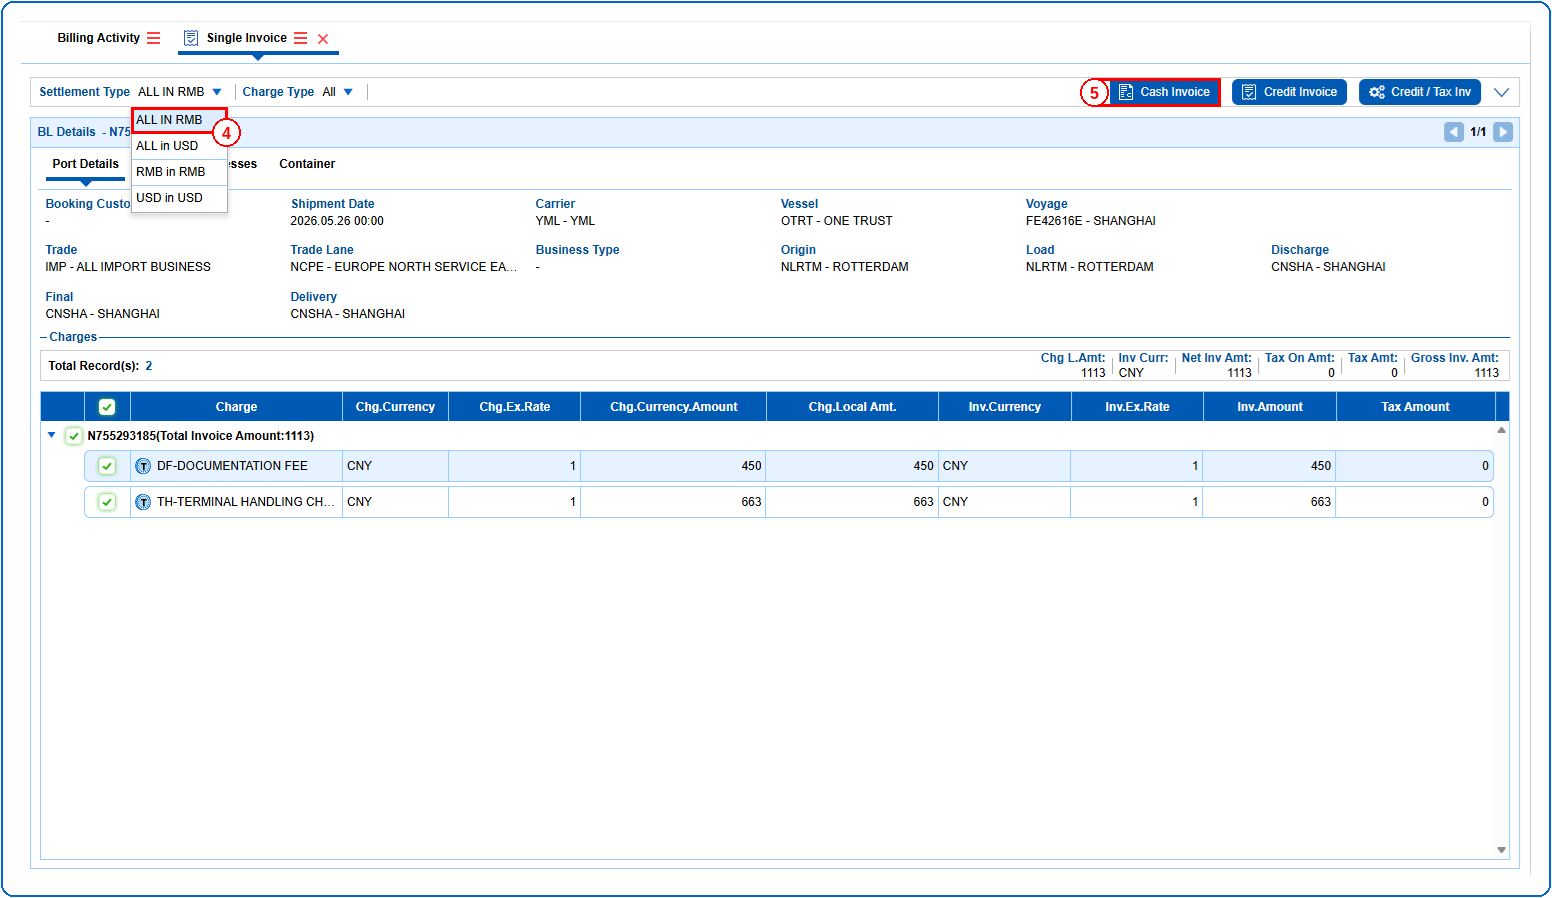 Billing Activity Single Invoice
Settlement Type ALL IN RMB Charge Type All 5 Cash Invoice Credit Invoice Credit / Tax Inv
ALL IN RMB 4
ALL in USD
RMB in RMB
USD in USD
BL Details - N75 1/1
Port Details esses Container
Booking Custo Shipment Date Carrier Vessel Voyage
- 2026.05.26 00:00 YML - YML OTRT - ONE TRUST FE42616E - SHANGHAI
Trade Trade Lane Business Type Origin Load Discharge
IMP - ALL IMPORT BUSINESS NCPE - EUROPE NORTH SERVICE EA... - NLRTM - ROTTERDAM NLRTM - ROTTERDAM CNSHA - SHANGHAI
Final Delivery
CNSHA - SHANGHAI CNSHA - SHANGHAI
Charges
Total Record(s): 2 Chg L.Amt: Inv Curr: Net Inv Amt: Tax On Amt: Tax Amt: Gross Inv. Amt:
1113 CNY 1113 0 0 1113
Charge Chg.Currency Chg.Ex.Rate Chg.Currency.Amount Chg.Local Amt. Inv.Currency Inv.Ex.Rate Inv.Amount Tax Amount
N755293185(Total Invoice Amount:1113)
T DF-DOCUMENTATION FEE CNY 1 450 450 CNY 1 450 0
T TH-TERMINAL HANDLING CH... CNY 1 663 663 CNY 1 663 0